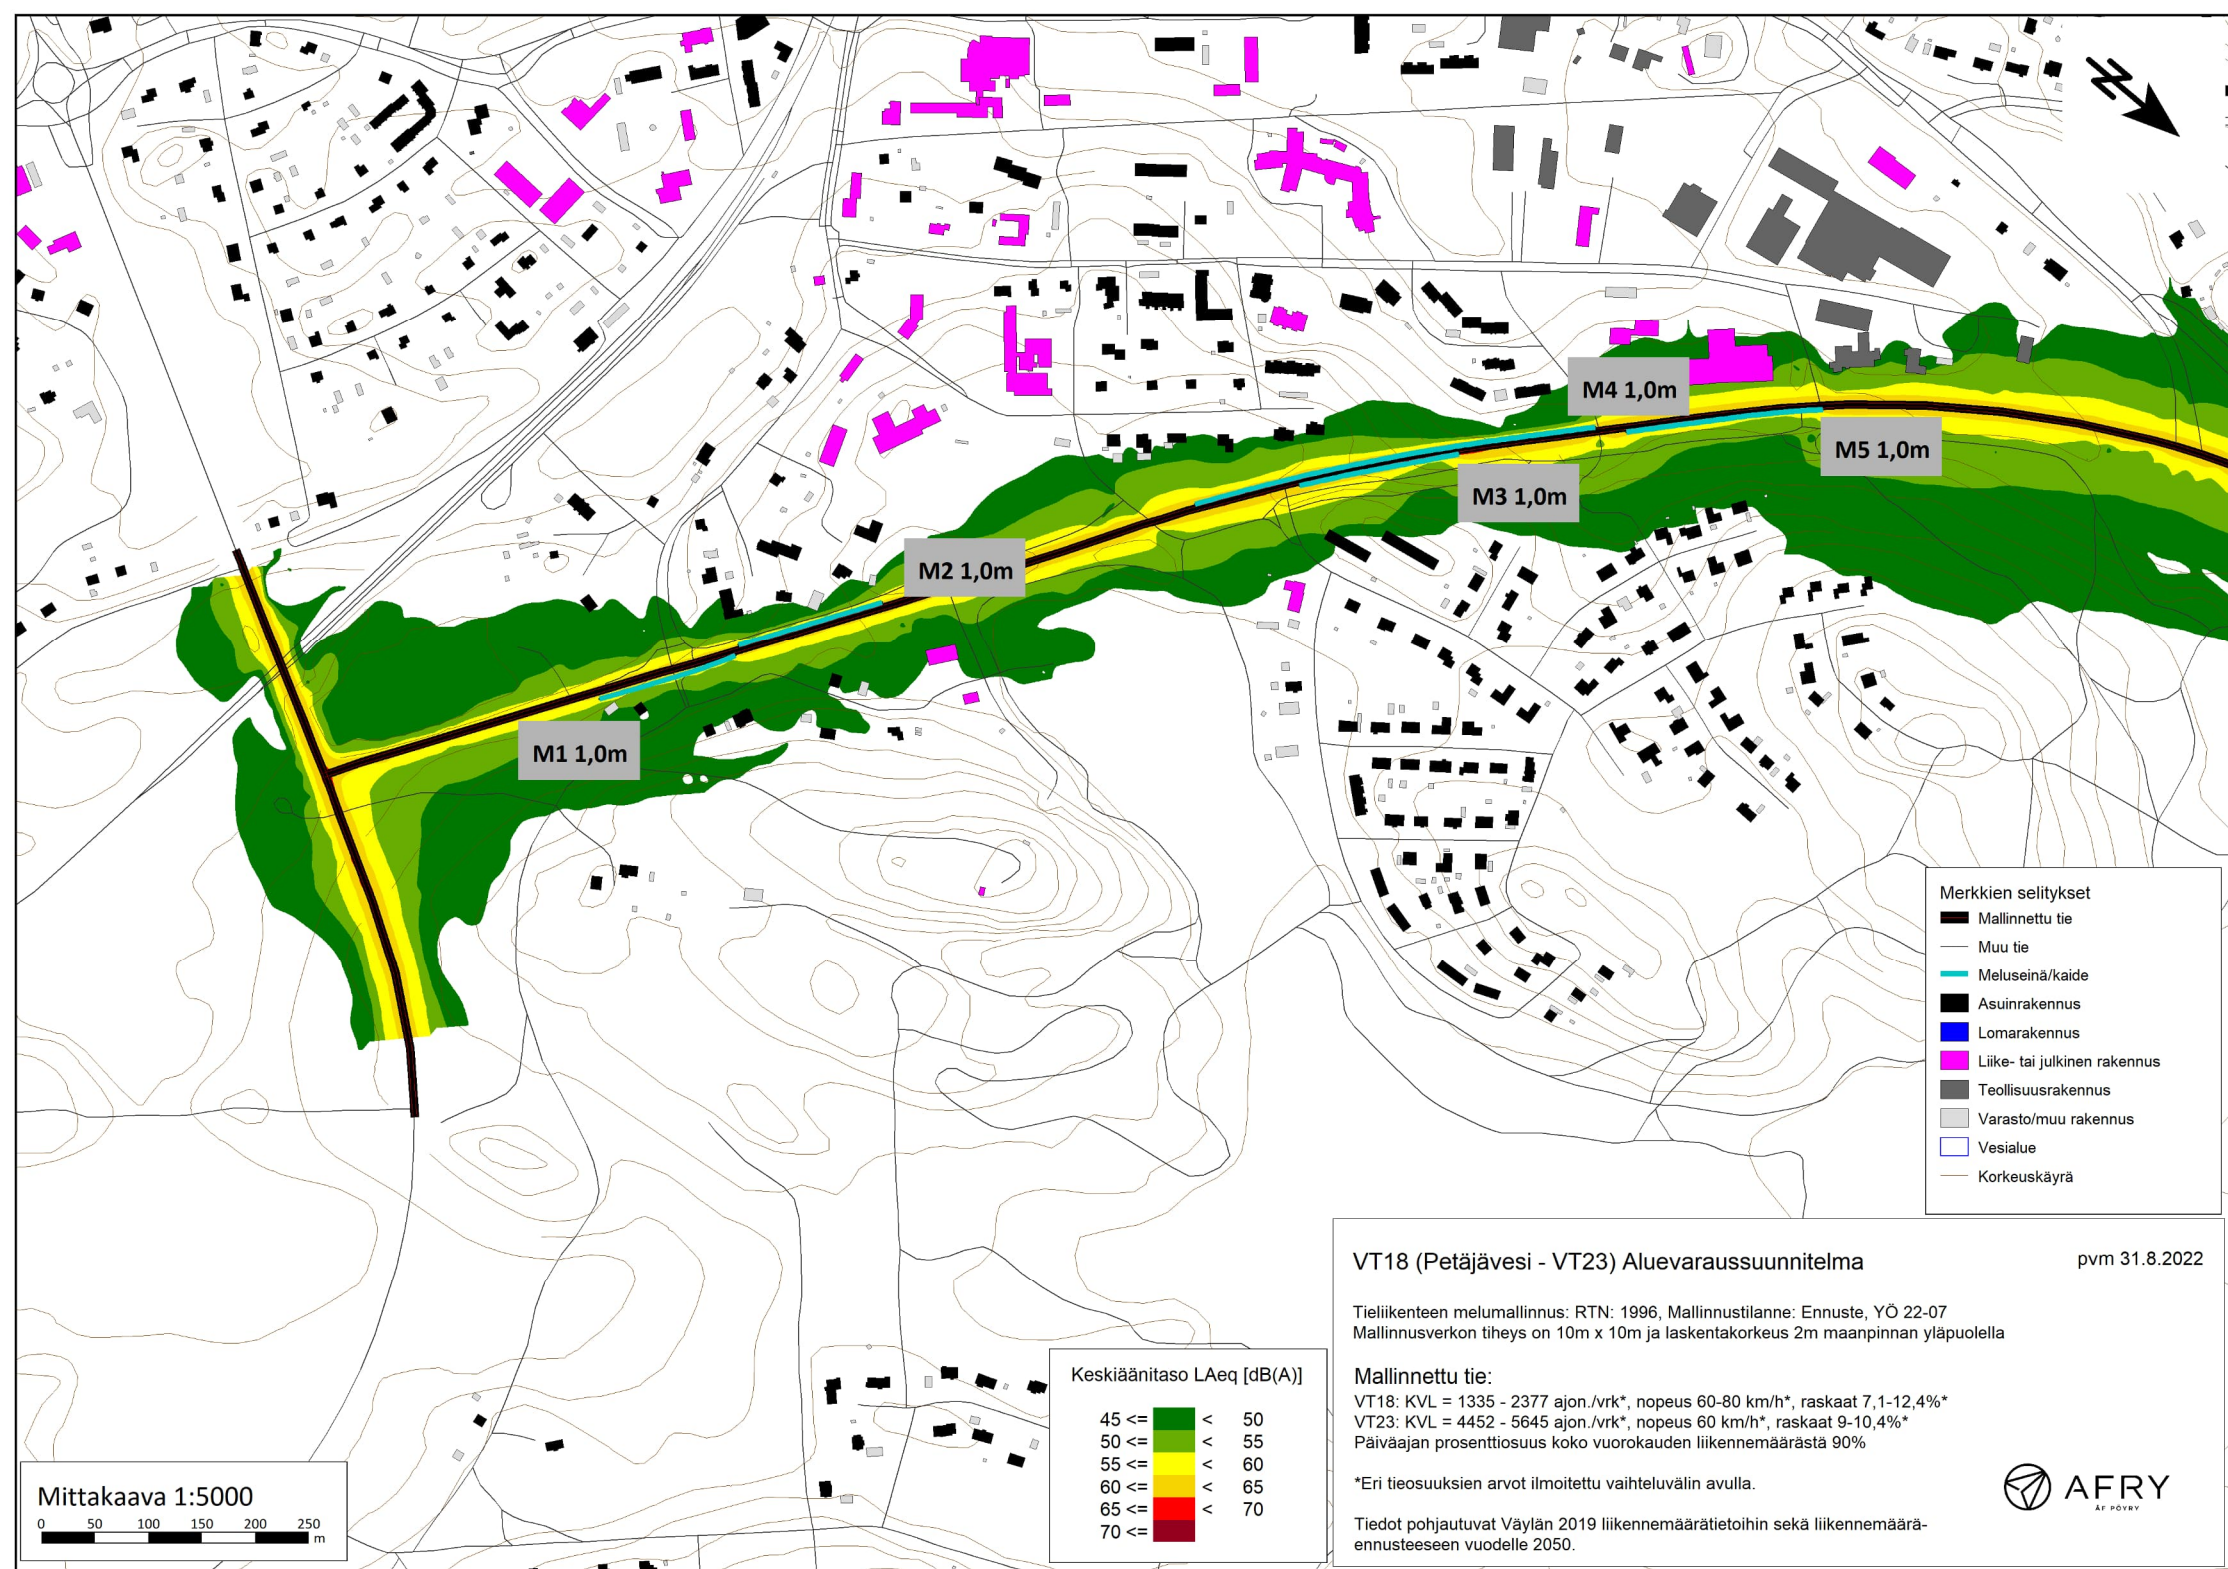 M4 1,0m
M5 1,0m
M3 1,0m
M2 1,0m
M1 1,0m
Merkkien selitykset
Mallinnettu tie
Muu tie
Meluseinä/kaide
Asuinrakennus
Lomarakennus
Liike- tai julkinen rakennus
Teollisuusrakennus
Varasto/muu rakennus
Vesialue
Korkeuskäyrä
VT18 (Petäjävesi - VT23) Aluevaraussuunnitelma
pvm 31.8.2022
Tieliikenteen melumallinnus: RTN: 1996, Mallinnustilanne: Ennuste, YÖ 22-07
Mallinnusverkon tiheys on 10m x 10m ja laskentakorkeus 2m maanpinnan yläpuolella
Mallinnettu tie:
VT18: KVL = 1335 - 2377 ajon./vrk*, nopeus 60-80 km/h*, raskaat 7,1-12,4%*
VT23: KVL = 4452 - 5645 ajon./vrk*, nopeus 60 km/h*, raskaat 9-10,4%*
Päiväajan prosenttiosuus koko vuorokauden liikennemäärästä 90%
*Eri tieosuuksien arvot ilmoitettu vaihteluvälin avulla.
Tiedot pohjautuvat Väylän 2019 liikennemäärätietoihin sekä liikennemäärä-
ennusteeseen vuodelle 2050.
AFRY
ÅF PÖYRY
Keskiäänitaso LAeq [dB(A)]
45 <= < 50
50 <= < 55
55 <= < 60
60 <= < 65
65 <= < 70
70 <=
Mittakaava 1:5000
0 50 100 150 200 250
m